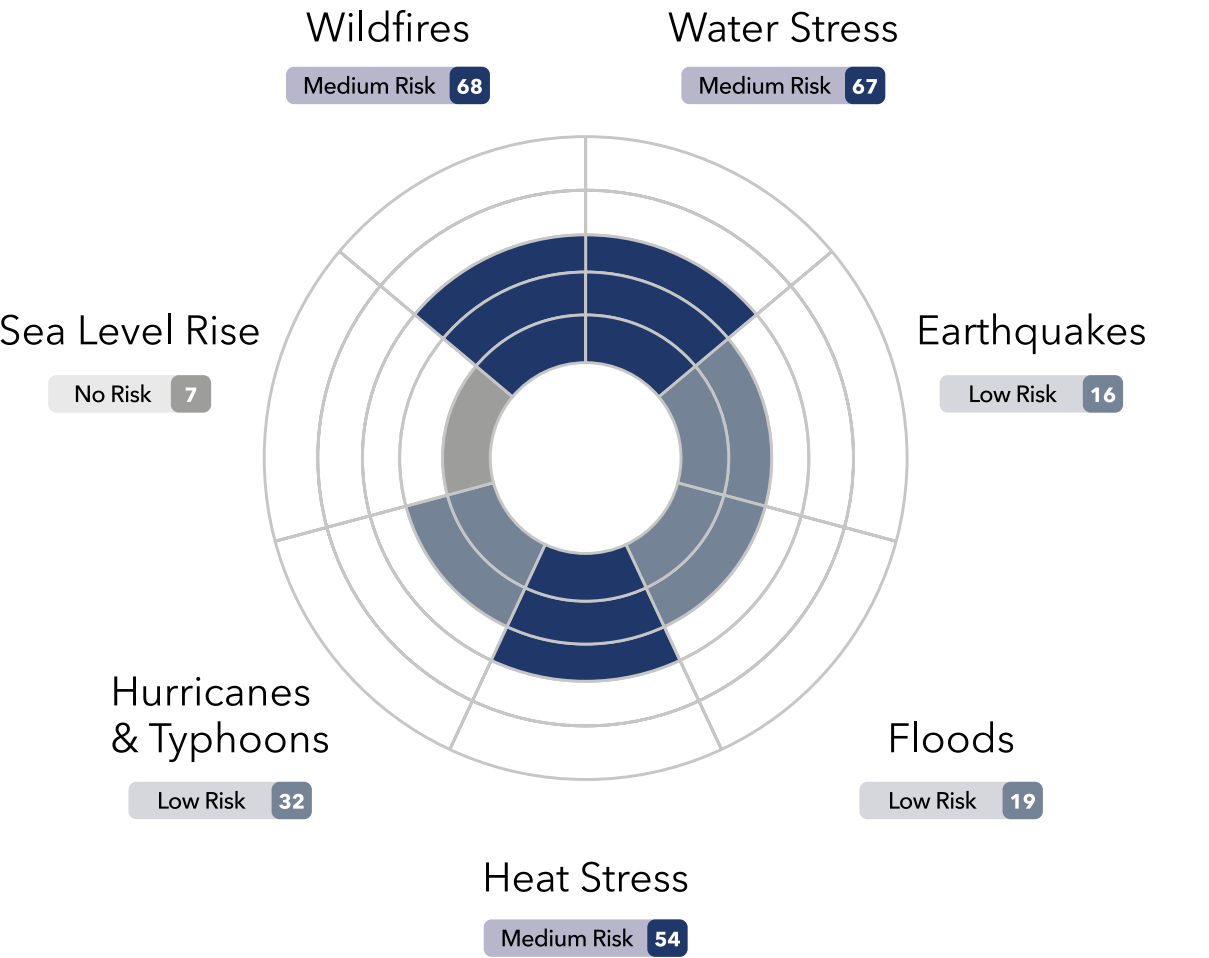 Wildfires
Medium Risk 68
Water Stress
Medium Risk 67
Sea Level Rise
No Risk 7
Earthquakes
Low Risk 16
Hurricanes
& Typhoons
Low Risk 32
Floods
Low Risk 19
Heat Stress
Medium Risk 54